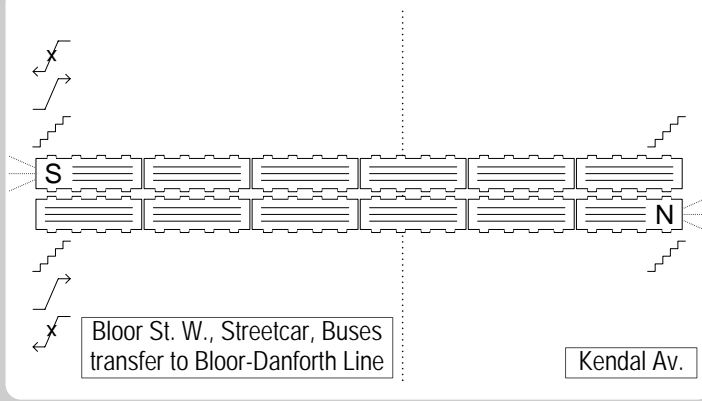 x
S
N
x
Bloor St. W., Streetcar, Buses
transfer to Bloor-Danforth Line
Kendal Av.